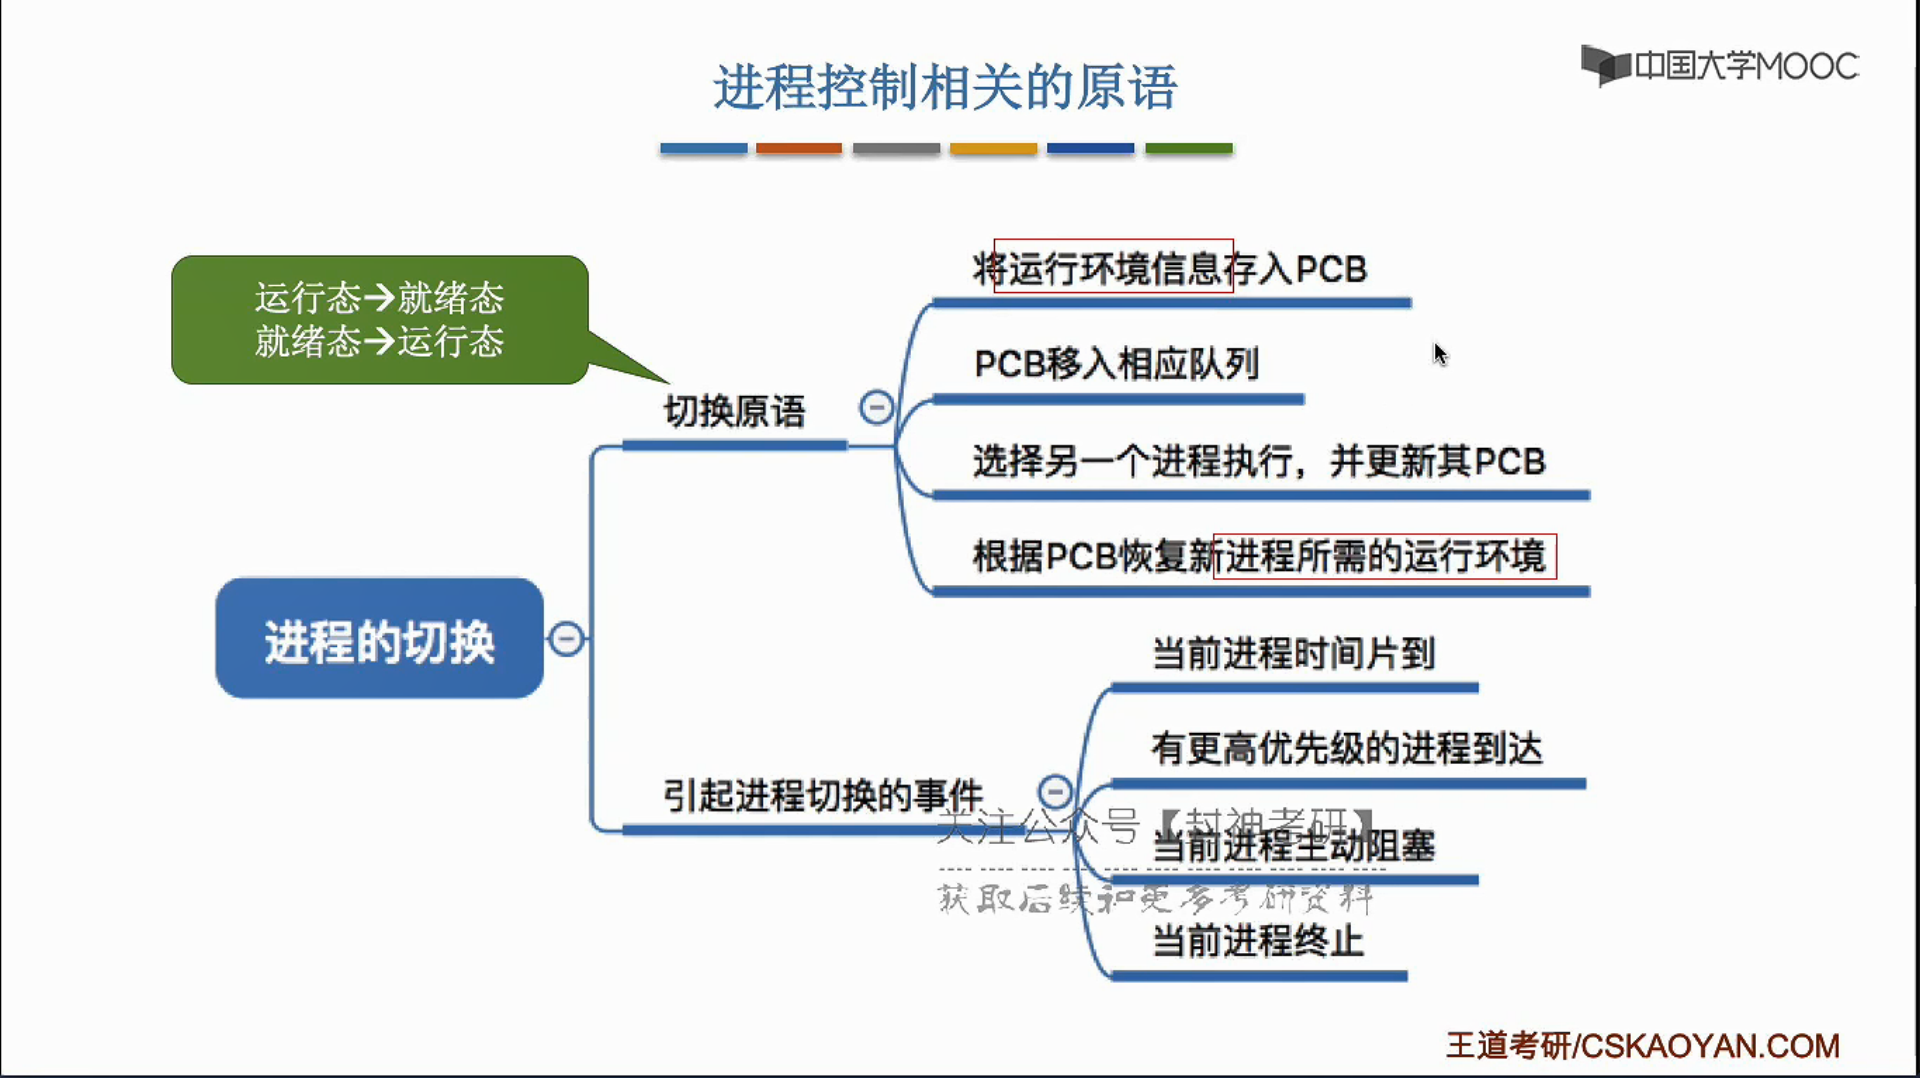 进程控制相关的原语
中国大学MOOC
运行态→就绪态
就绪态→运行态
切换原语
将运行环境信息存入PCB
PCB移入相应队列
选择另一个进程执行，并更新其PCB
根据PCB恢复新进程所需的运行环境
进程的切换
引起进程切换的事件
当前进程时间片到
有更高优先级的进程到达
当前进程主动阻塞
当前进程终止
关注公众号【封神考研】
获取后续和更多考研资料
王道考研/CSKAOYAN.COM